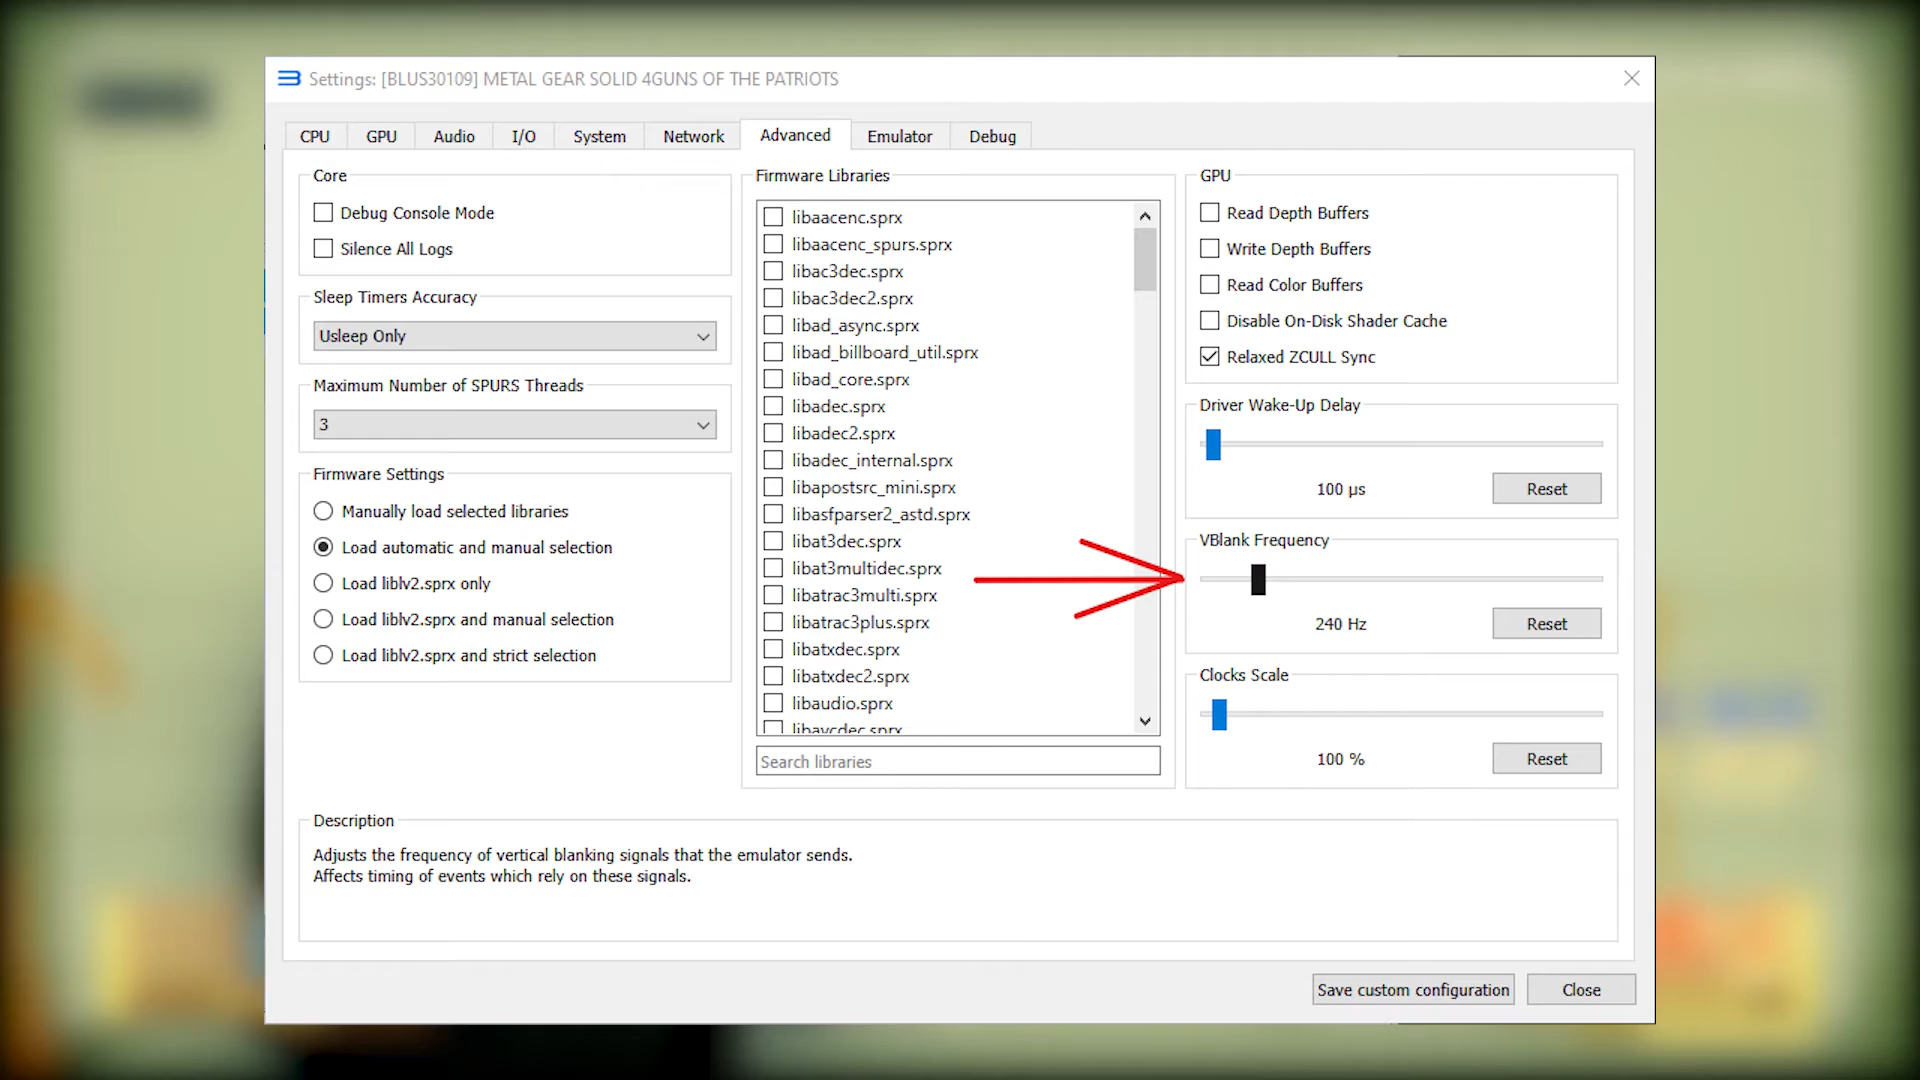 Settings: [BLUS30109] METAL GEAR SOLID 4GUNS OF THE PATRIOTS
CPU
GPU
Audio
I/O
System
Network
Advanced
Emulator
Debug
Core
Debug Console Mode
Silence All Logs
Sleep Timers Accuracy
Usleep Only
Maximum Number of SPURS Threads
3
Firmware Settings
Manually load selected libraries
Load automatic and manual selection
Load liblv2.sprx only
Load liblv2.sprx and manual selection
Load liblv2.sprx and strict selection
Firmware Libraries
libaacenc.sprx
libaacenc_spurs.sprx
libac3dec.sprx
libac3dec2.sprx
libad_async.sprx
libad_billboard_util.sprx
libad_core.sprx
libadec.sprx
libadec2.sprx
libadec_internal.sprx
libapostsrc_mini.sprx
libasfparser2_astd.sprx
libat3dec.sprx
libat3multidec.sprx
libatrac3multi.sprx
libatrac3plus.sprx
libatxdec.sprx
libatxdec2.sprx
libaudio.sprx
libavcdec.sprx
Search libraries
GPU
Read Depth Buffers
Write Depth Buffers
Read Color Buffers
Disable On-Disk Shader Cache
Relaxed ZCULL Sync
Driver Wake-Up Delay
100 µs
Reset
VBlank Frequency
240 Hz
Reset
Clocks Scale
100 %
Reset
Description
Adjusts the frequency of vertical blanking signals that the emulator sends.
Affects timing of events which rely on these signals.
Save custom configuration
Close